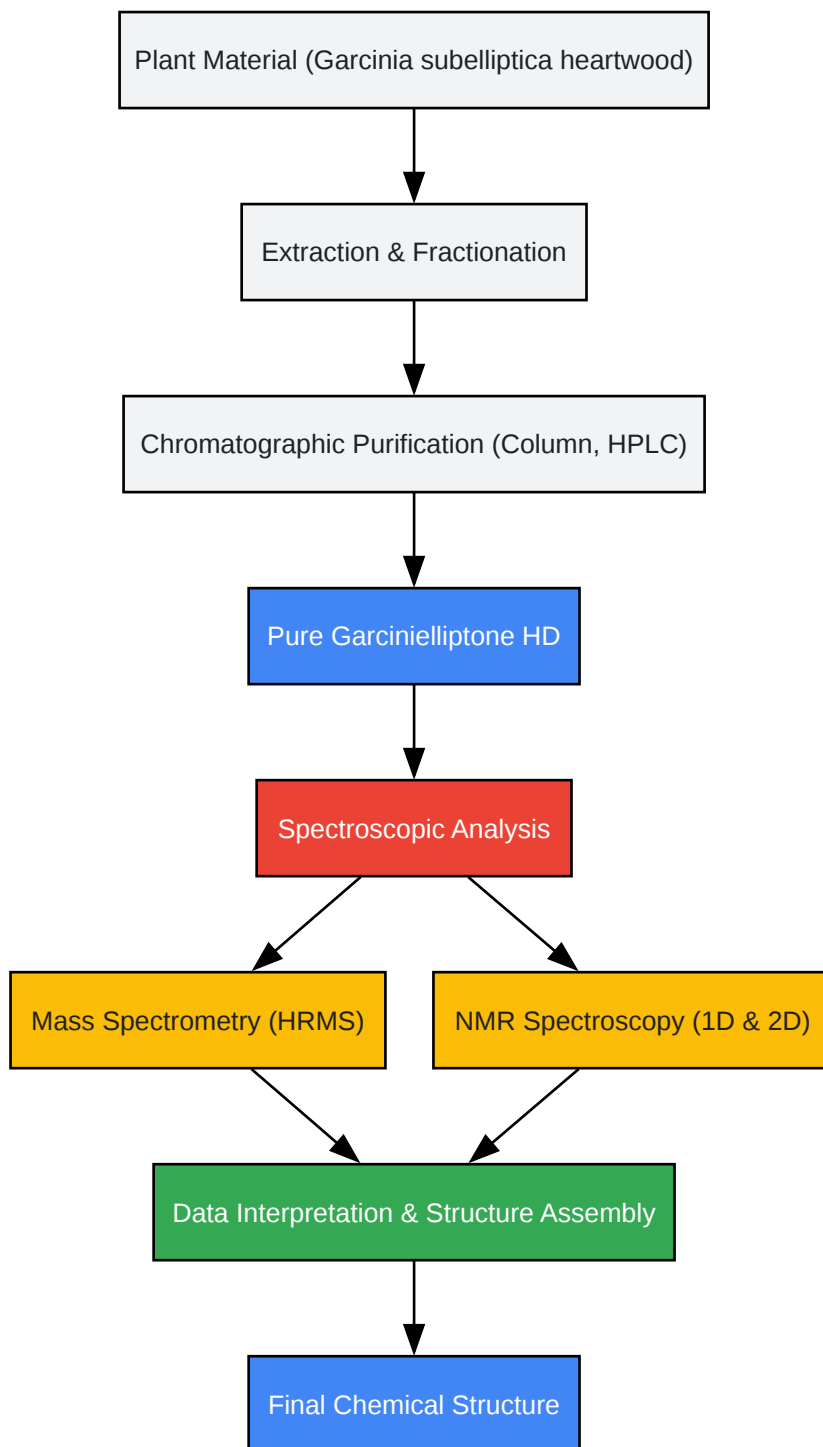 Plant Material (Garcinia subelliptica heartwood)
Extraction & Fractionation
Chromatographic Purification (Column, HPLC)
Pure Garcinielliptone HD
Spectroscopic Analysis
Mass Spectrometry (HRMS)
NMR Spectroscopy (1D & 2D)
Data Interpretation & Structure Assembly
Final Chemical Structure